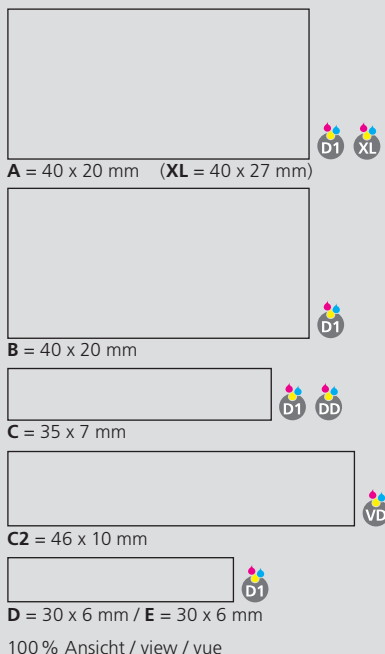 D1 XL
A = 40 x 20 mm (XL = 40 x 27 mm)
D1
B = 40 x 20 mm
D1 DD
C = 35 x 7 mm
VD
C2 = 46 x 10 mm
D1
D = 30 x 6 mm / E = 30 x 6 mm
100 % Ansicht / view / vue